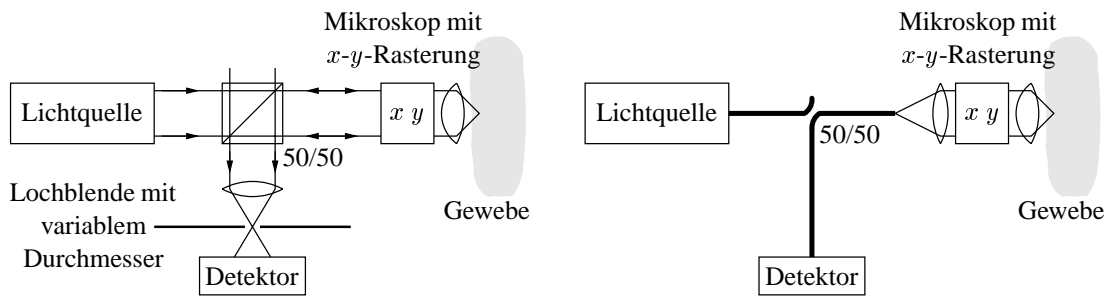 Mikroskop mit
x-y-Rasterung
Lichtquelle
x y
50/50
Lochblende mit
variablem
Durchmesser
Gewebe
Detektor
Mikroskop mit
x-y-Rasterung
Lichtquelle
x y
50/50
Gewebe
Detektor